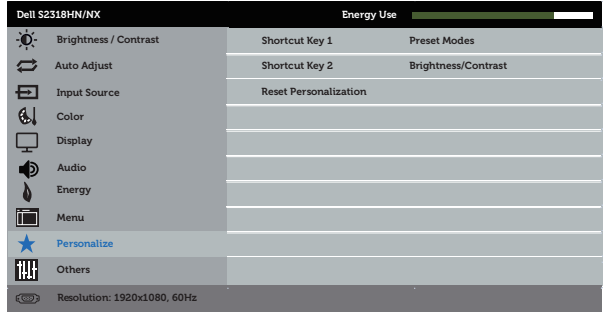 Dell S2318HN/NX Energy Use
Brightness / Contrast Shortcut Key 1 Preset Modes
Auto Adjust Shortcut Key 2 Brightness/Contrast
Input Source Reset Personalization
Color
Display
Audio
Energy
Menu
Personalize
Others
Resolution: 1920x1080, 60Hz